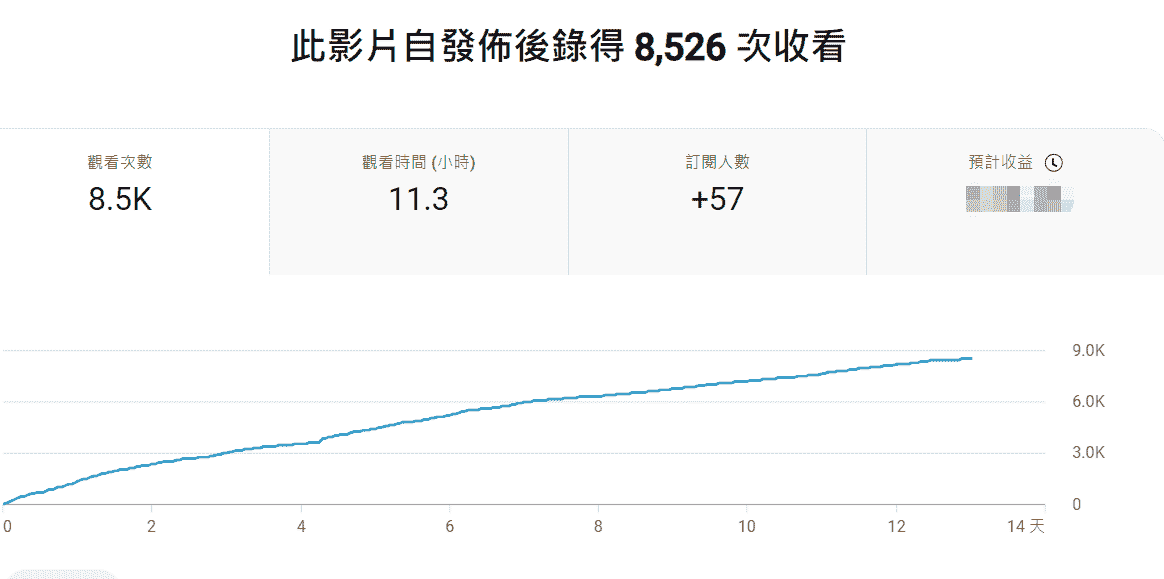 此影片自發佈後錄得 8,526 次收看
觀看次數
8.5K
觀看時間 (小時)
11.3
訂閱人數
+57
預計收益
9.0K
6.0K
3.0K
0
0 2 4 6 8 10 12 14 天